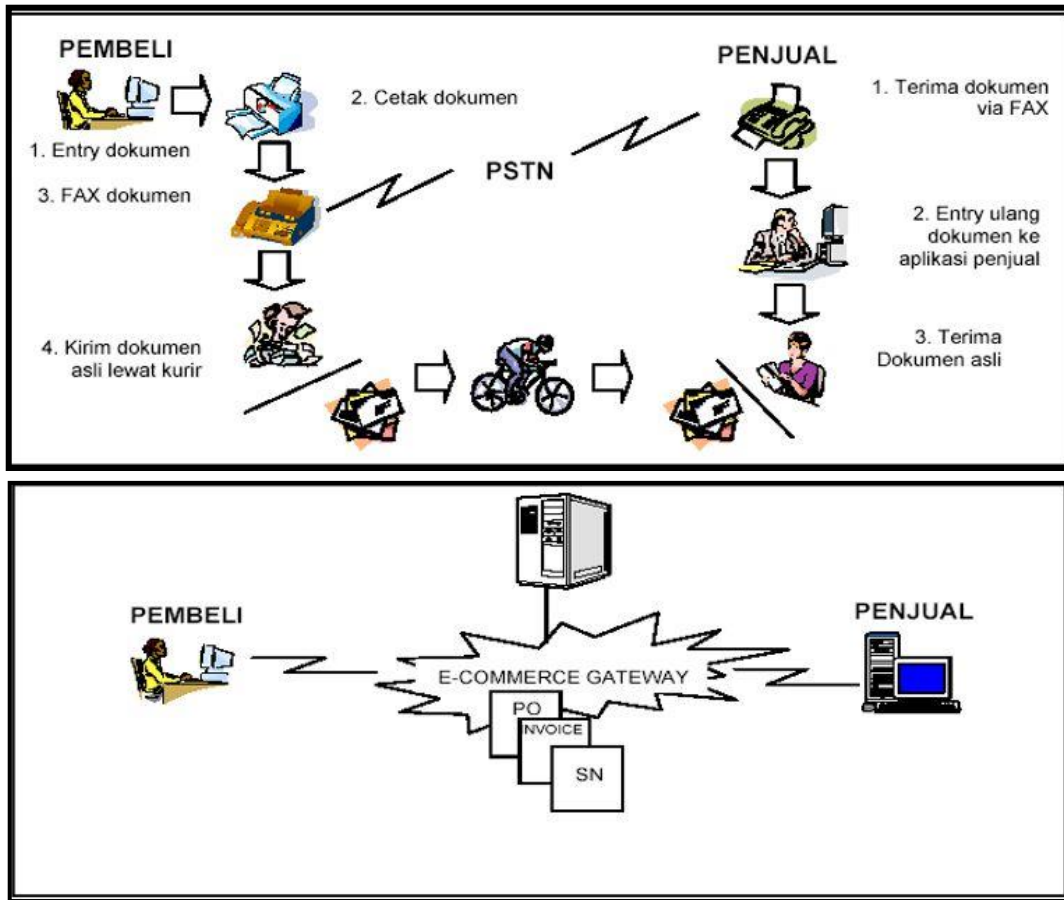 PEMBELI
1. Entry dokumen
2. Cetak dokumen
3. FAX dokumen
4. Kirim dokumen
asli lewat kurir
PSTN
PENJUAL
1. Terima dokumen
via FAX
2. Entry ulang
dokumen ke
aplikasi penjual
3. Terima
Dokumen asli
PEMBELI
E-COMMERCE GATEWAY
PO
NVOICE
SN
PENJUAL